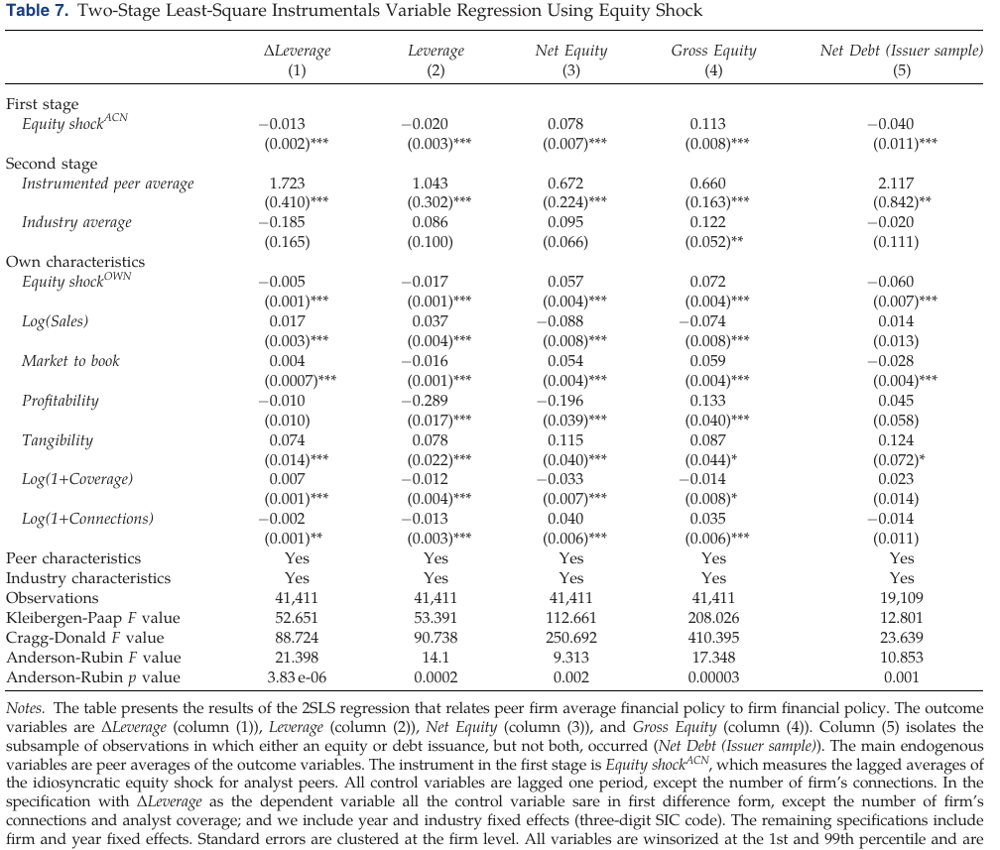 Table 7. Two-Stage Least-Square Instrumentals Variable Regression Using Equity Shock
ΔLeverage Leverage Net Equity Gross Equity Net Debt (Issuer sample)
(1) (2) (3) (4) (5)
First stage
Equity shock^ACN −0.013 −0.020 0.078 0.113 −0.040
(0.002)*** (0.003)*** (0.007)*** (0.008)*** (0.011)***
Second stage
Instrumented peer average 1.723 1.043 0.672 0.660 2.117
(0.410)*** (0.302)*** (0.224)*** (0.163)*** (0.842)**
Industry average −0.185 0.086 0.095 0.122 −0.020
(0.165) (0.100) (0.066) (0.052)** (0.111)
Own characteristics
Equity shock^OWN −0.005 −0.017 0.057 0.072 −0.060
(0.001)*** (0.001)*** (0.004)*** (0.004)*** (0.007)***
Log(Sales) 0.017 0.037 −0.088 −0.074 0.014
(0.003)*** (0.004)*** (0.008)*** (0.008)*** (0.013)
Market to book 0.004 −0.016 0.054 0.059 −0.028
(0.0007)*** (0.001)*** (0.004)*** (0.004)*** (0.004)***
Profitability −0.010 −0.289 −0.196 0.133 0.045
(0.010) (0.017)*** (0.039)*** (0.040)*** (0.058)
Tangibility 0.074 0.078 0.115 0.087 0.124
(0.014)*** (0.022)*** (0.040)*** (0.044)* (0.072)*
Log(1+Coverage) 0.007 −0.012 −0.033 −0.014 0.023
(0.001)*** (0.004)*** (0.007)*** (0.008)* (0.014)
Log(1+Connections) −0.002 −0.013 0.040 0.035 −0.014
(0.001)** (0.003)*** (0.006)*** (0.006)*** (0.011)
Peer characteristics Yes Yes Yes Yes Yes
Industry characteristics Yes Yes Yes Yes Yes
Observations 41,411 41,411 41,411 41,411 19,109
Kleibergen-Paap F value 52.651 53.391 112.661 208.026 12.801
Cragg-Donald F value 88.724 90.738 250.692 410.395 23.639
Anderson-Rubin F value 21.398 14.1 9.313 17.348 10.853
Anderson-Rubin p value 3.83 e-06 0.0002 0.002 0.00003 0.001
Notes. The table presents the results of the 2SLS regression that relates peer firm average financial policy to firm financial policy. The outcome
variables are ΔLeverage (column (1)), Leverage (column (2)), Net Equity (column (3)), and Gross Equity (column (4)). Column (5) isolates the
subsample of observations in which either an equity or debt issuance, but not both, occurred (Net Debt (Issuer sample)). The main endogenous
variables are peer averages of the outcome variables. The instrument in the first stage is Equity shock^ACN, which measures the lagged averages of
the idiosyncratic equity shock for analyst peers. All control variables are lagged one period, except the number of firm's connections. In the
specification with ΔLeverage as the dependent variable all the control variable sare in first difference form, except the number of firm's
connections and analyst coverage; and we include year and industry fixed effects (three-digit SIC code). The remaining specifications include
firm and year fixed effects. Standard errors are clustered at the firm level. All variables are winsorized at the 1st and 99th percentile and are